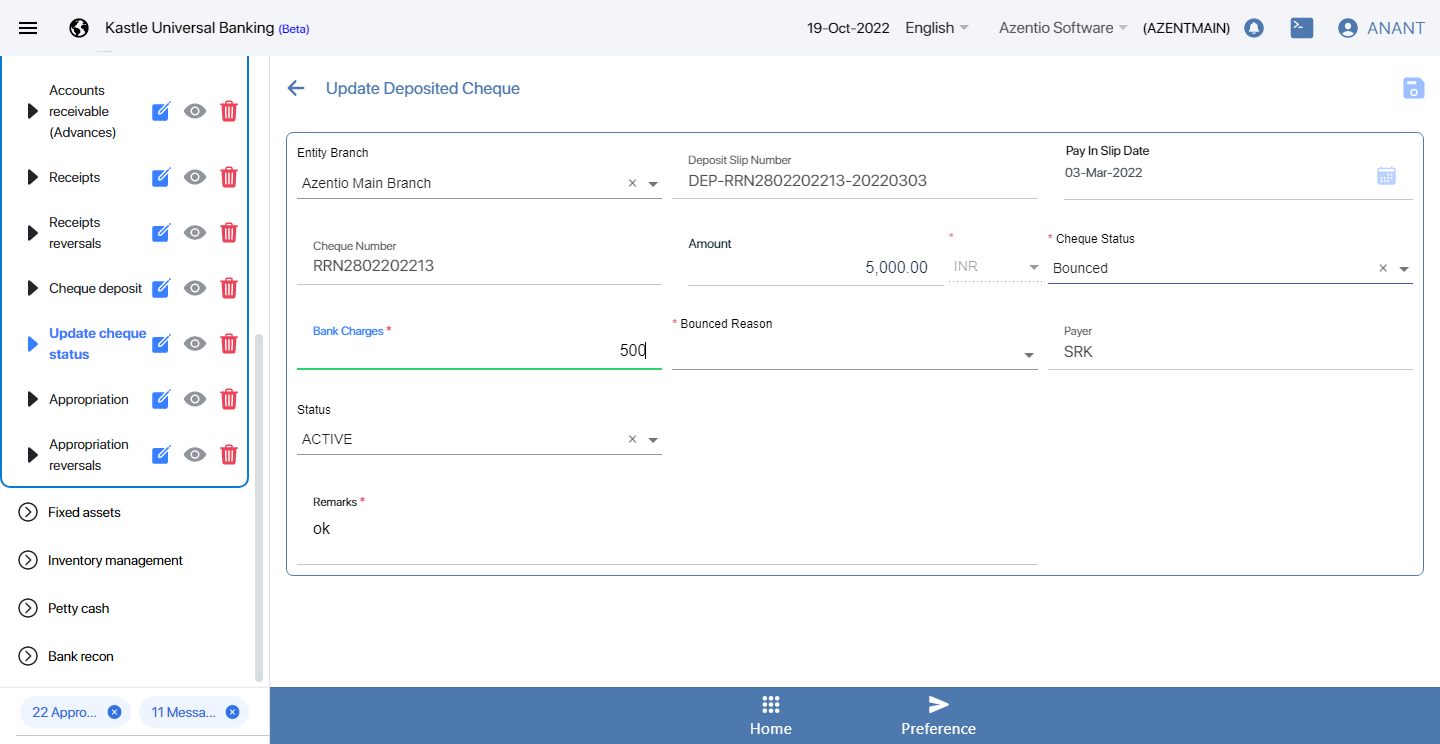 Kastle Universal Banking (Beta)
19-Oct-2022
English
Azentio Software
(AZENTMAIN)
ANANT
Accounts
receivable
(Advances)
Receipts
Receipts
reversals
Cheque deposit
Update cheque
status
Appropriation
Appropriation
reversals
Fixed assets
Inventory management
Petty cash
Bank recon
22 Appro...
11 Messa...
Update Deposited Cheque
Entity Branch
Azentio Main Branch
Deposit Slip Number
DEP-RRN2802202213-20220303
Pay In Slip Date
03-Mar-2022
Cheque Number
RRN2802202213
Amount
5,000.00
*
INR
* Cheque Status
Bounced
Bank Charges *
500
* Bounced Reason
Payer
SRK
Status
ACTIVE
Remarks *
ok
Home
Preference